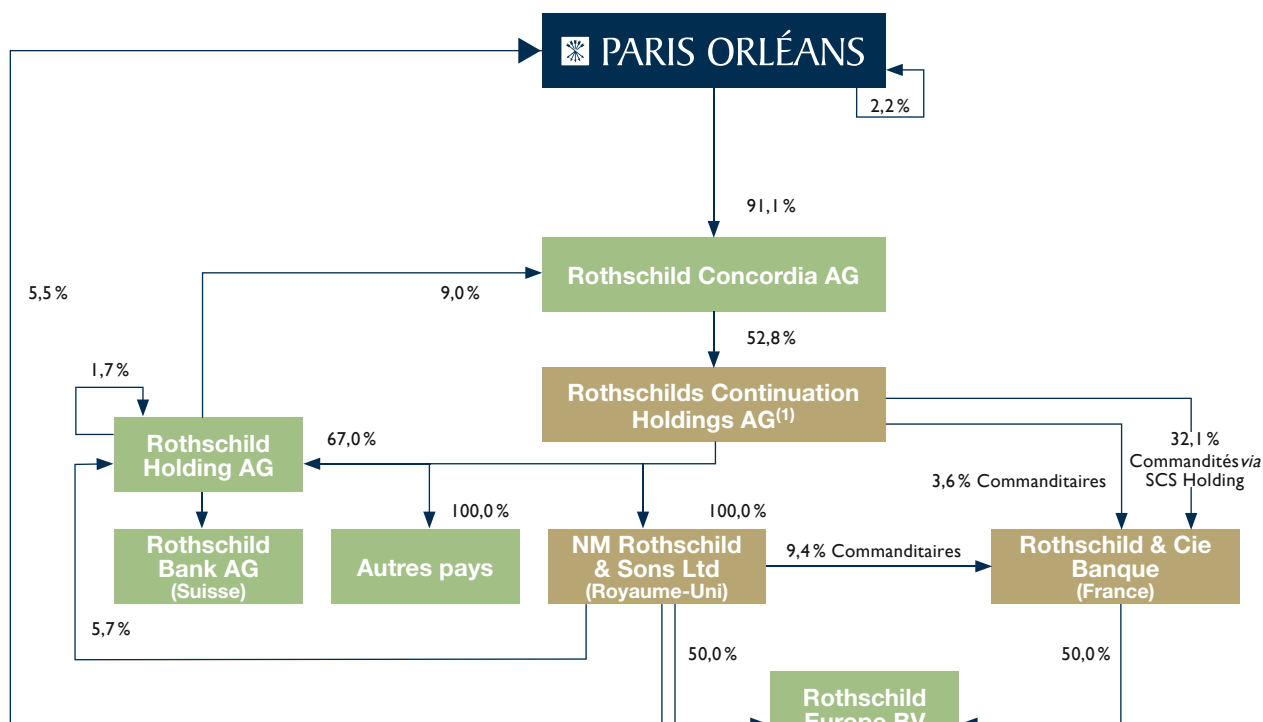 PARIS ORLÉANS
2,2 %
91,1 %
Rothschild Concordia AG
5,5 %
9,0 %
52,8 %
1,7 %
Rothschilds Continuation
Holdings AG(1)
Rothschild
Holding AG
67,0 %
32,1 %
Commandités via
SCS Holding
3,6 % Commanditaires
100,0 %
100,0 %
Rothschild
Bank AG
(Suisse)
Autres pays
NM Rothschild
& Sons Ltd
(Royaume-Uni)
9,4 % Commanditaires
Rothschild & Cie
Banque
(France)
5,7 %
50,0 %
50,0 %
Rothschild
Europe BV